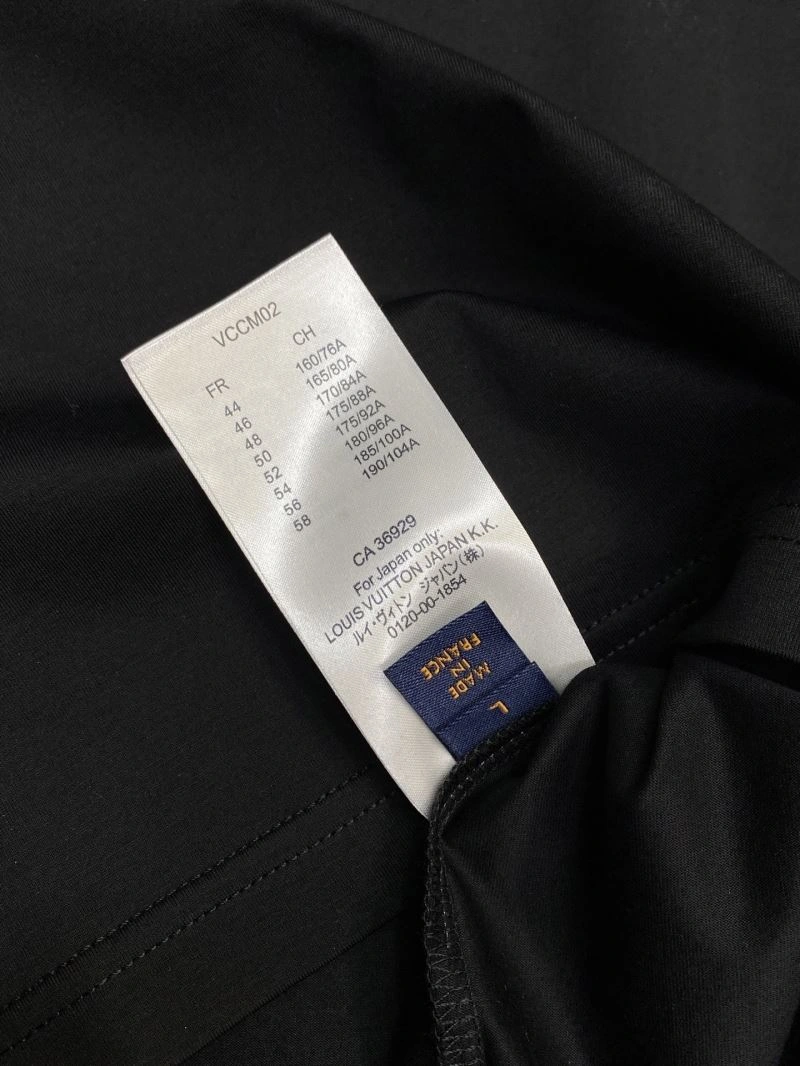 VCCM02
FR CH
44 160/76A
46 165/80A
48 170/84A
50 175/88A
52 175/92A
54 180/96A
56 185/100A
58 190/104A
CA 36929
For Japan only:
LOUIS VUITTON JAPAN K.K.
ルイ・ヴィトン ジャパン(株)
0120-00-1854
MADE
IN
FRANCE
L